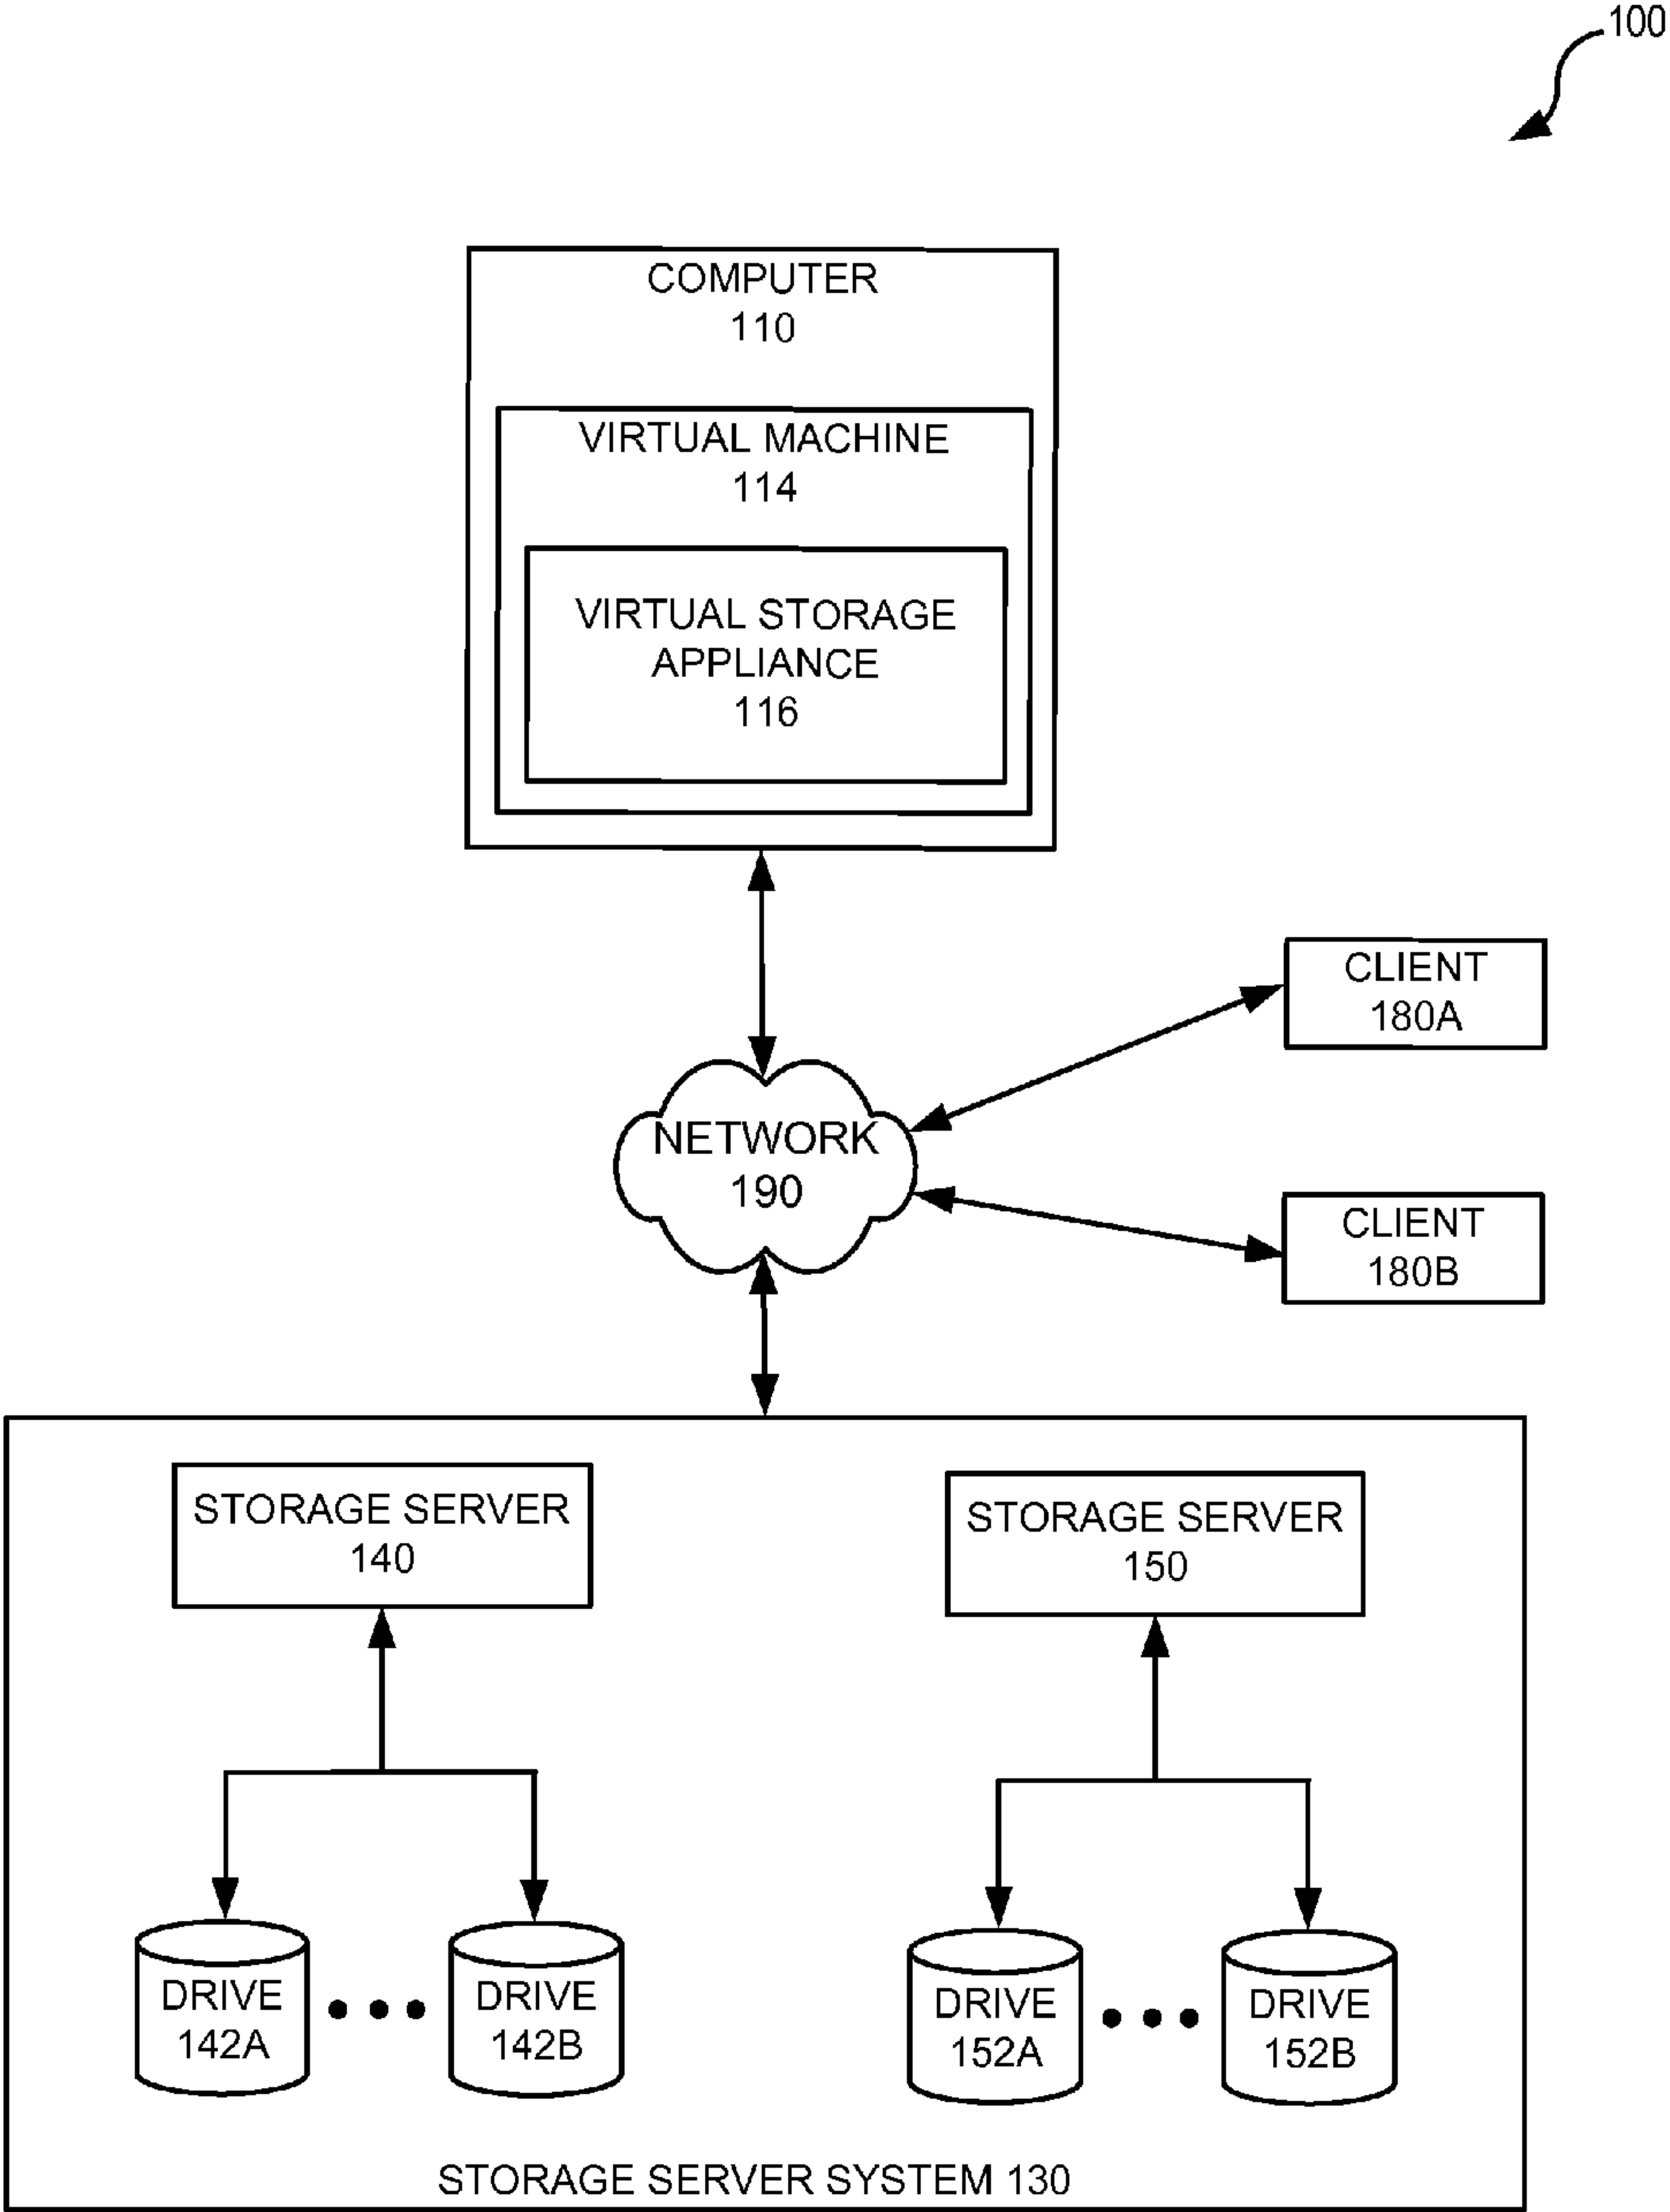 100
COMPUTER
110
VIRTUAL MACHINE
114
VIRTUAL STORAGE
APPLIANCE
116
CLIENT
180A
NETWORK
190
CLIENT
180B
STORAGE SERVER
140
STORAGE SERVER
150
DRIVE
142A
DRIVE
142B
DRIVE
152A
DRIVE
152B
STORAGE SERVER SYSTEM 130